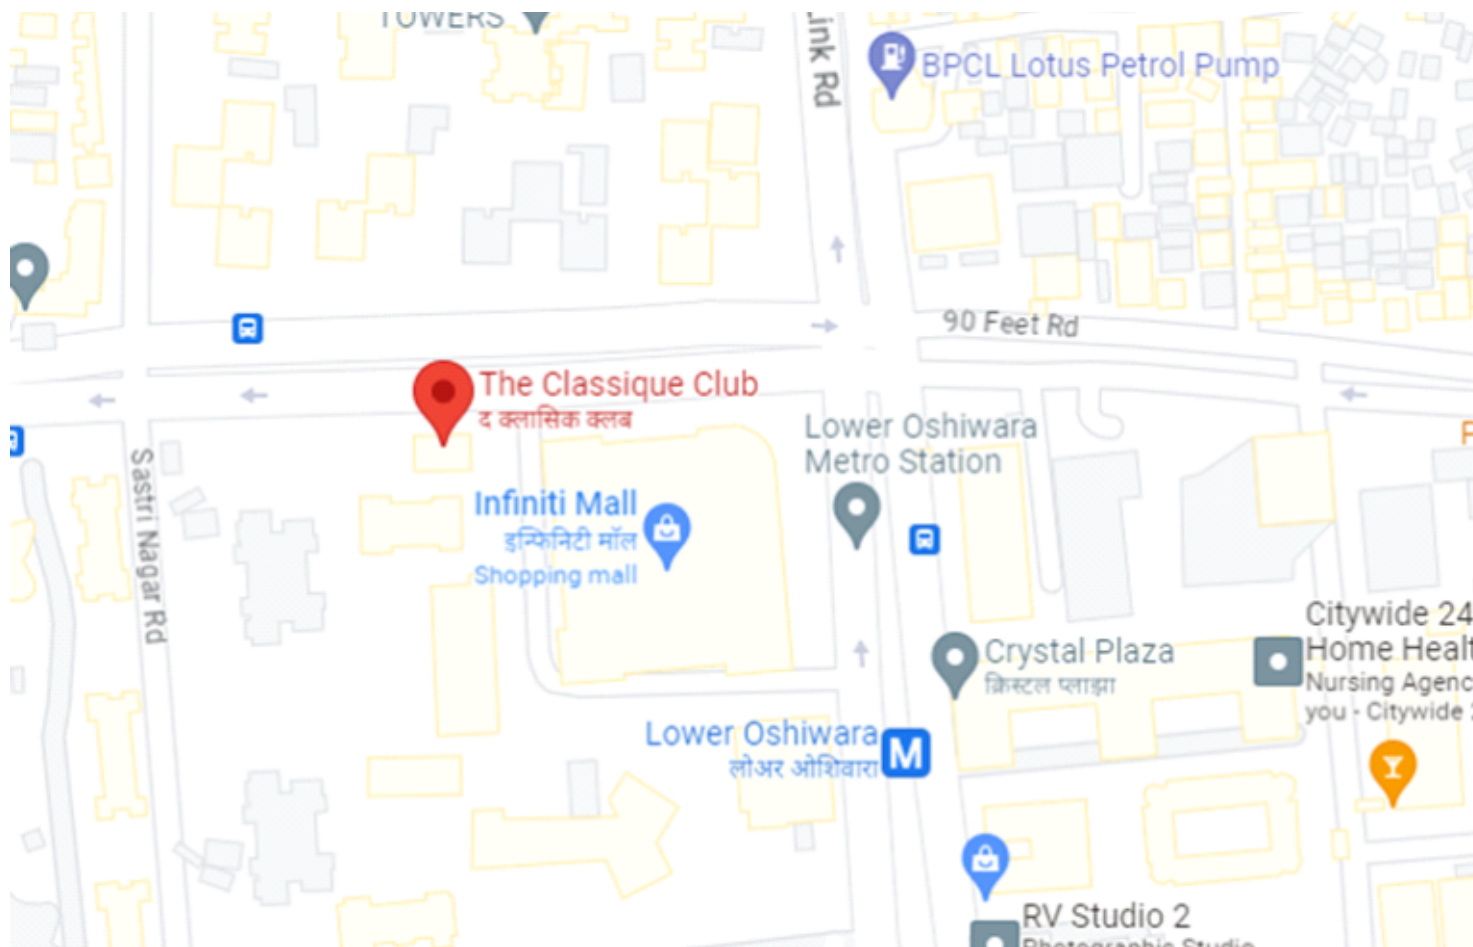 TOWERS
Link Rd
BPCL Lotus Petrol Pump
90 Feet Rd
The Classique Club
द क्लासिक क्लब
Lower Oshiwara
Metro Station
Sastri Nagar Rd
Infiniti Mall
इन्फिनिटी मॉल
Shopping mall
Citywide 24
Home Healt
Nursing Agenc
you - Citywide
Crystal Plaza
क्रिस्टल प्लाझा
Lower Oshiwara
लोअर ओशिवारा
M
RV Studio 2
Photographic Studio